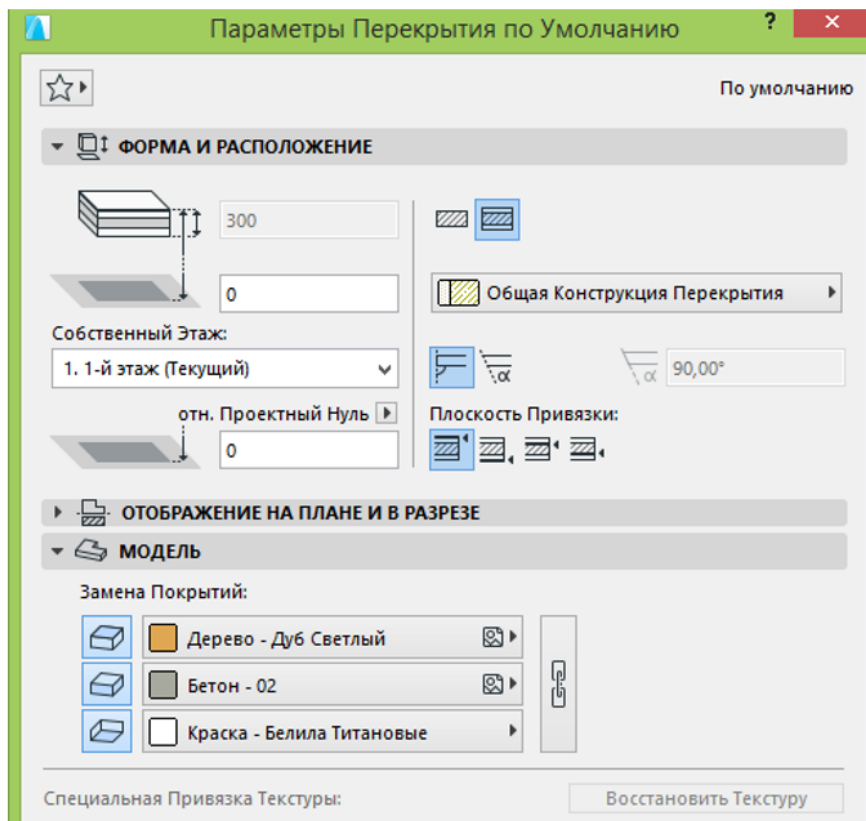 Параметры Перекрытия по Умолчанию ? ×
По умолчанию
ФОРМА И РАСПОЛОЖЕНИЕ
300
0
Общая Конструкция Перекрытия
Собственный Этаж:
1. 1-й этаж (Текущий)
α α 90,00°
отн. Проектный Нуль
Плоскость Привязки:
0
ОТОБРАЖЕНИЕ НА ПЛАНЕ И В РАЗРЕЗЕ
МОДЕЛЬ
Замена Покрытий:
Дерево - Дуб Светлый
Бетон - 02
Краска - Белила Титановые
Специальная Привязка Текстуры:
Восстановить Текстуру